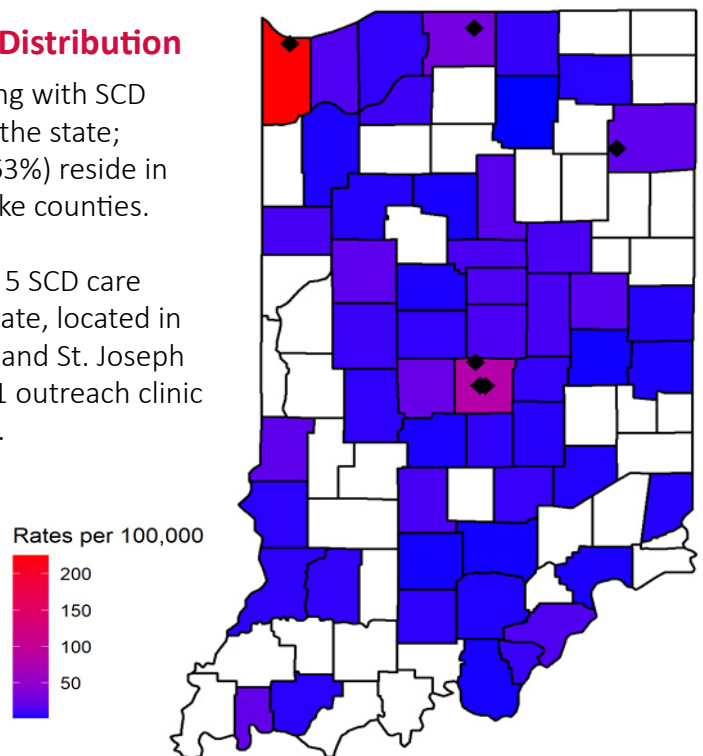 Distribution
ng with SCD
the state;
53%) reside in
ke counties.
5 SCD care
ate, located in
and St. Joseph
1 outreach clinic
.
Rates per 100,000
200
150
100
50